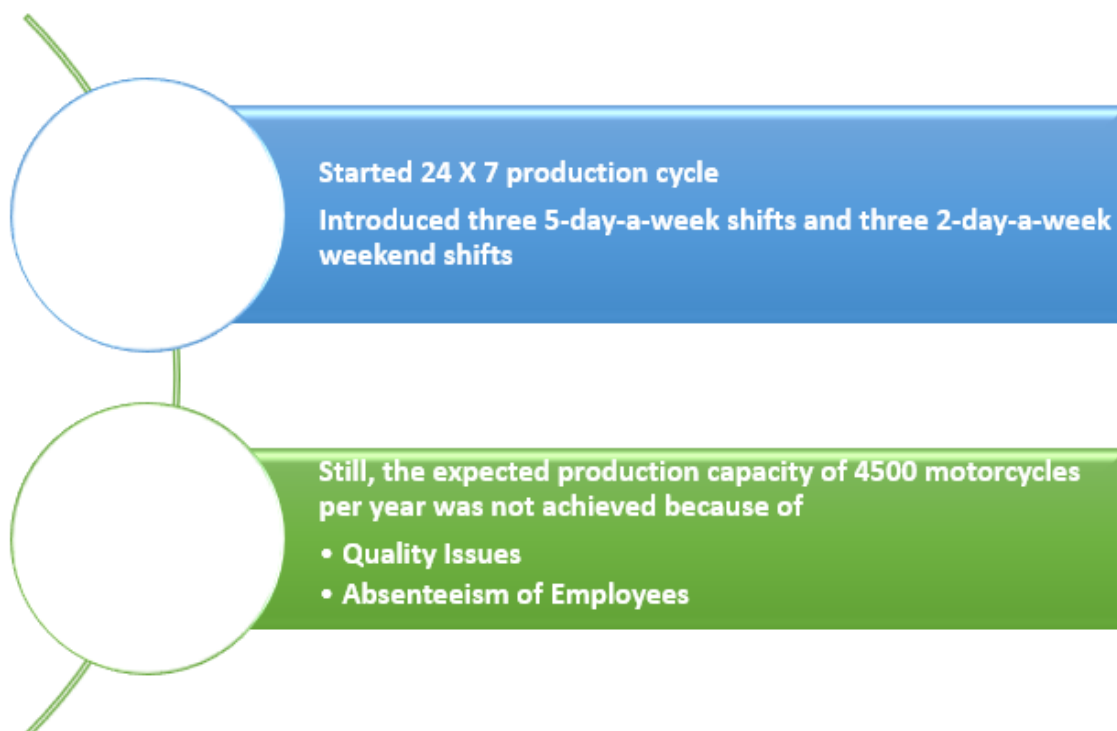 Started 24 X 7 production cycle
Introduced three 5-day-a-week shifts and three 2-day-a-week
weekend shifts
Still, the expected production capacity of 4500 motorcycles
per year was not achieved because of
• Quality Issues
• Absenteeism of Employees